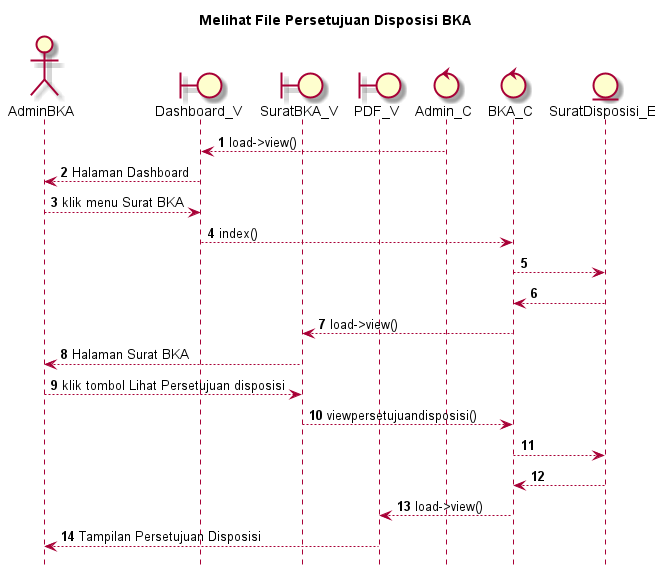 Melihat File Persetujuan Disposisi BKA
AdminBKA
Dashboard_V
SuratBKA_V
PDF_V
Admin_C
BKA_C
SuratDisposisi_E
1 load->view()
2 Halaman Dashboard
3 klik menu Surat BKA
4 index()
5
6
7 load->view()
8 Halaman Surat BKA
9 klik tombol Lihat Persetujuan disposisi
10 viewpersetujuandisposisi()
11
12
13 load->view()
14 Tampilan Persetujuan Disposisi